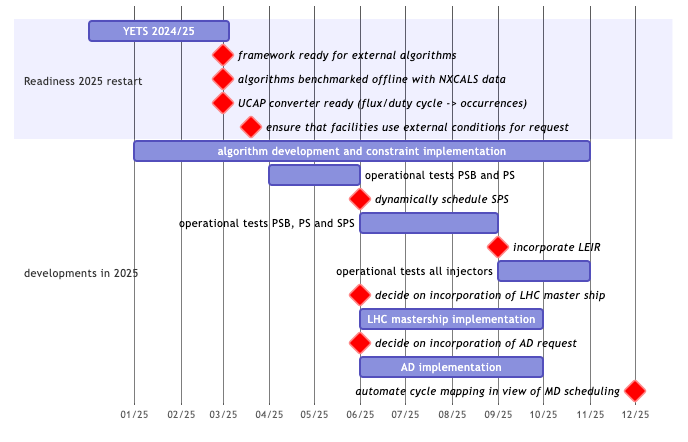 YETS 2024/25
framework ready for external algorithms
algorithms benchmarked offline with NXCALS data
Readiness 2025 restart
UCAP converter ready (flux/duty cycle -> occurrences)
ensure that facilities use external conditions for request
algorithm development and constraint implementation
operational tests PSB and PS
dynamically schedule SPS
operational tests PSB, PS and SPS
incorporate LEIR
developments in 2025
operational tests all injectors
decide on incorporation of LHC master ship
LHC mastership implementation
decide on incorporation of AD request
AD implementation
automate cycle mapping in view of MD scheduling
01/25 02/25 03/25 04/25 05/25 06/25 07/25 08/25 09/25 10/25 11/25 12/25